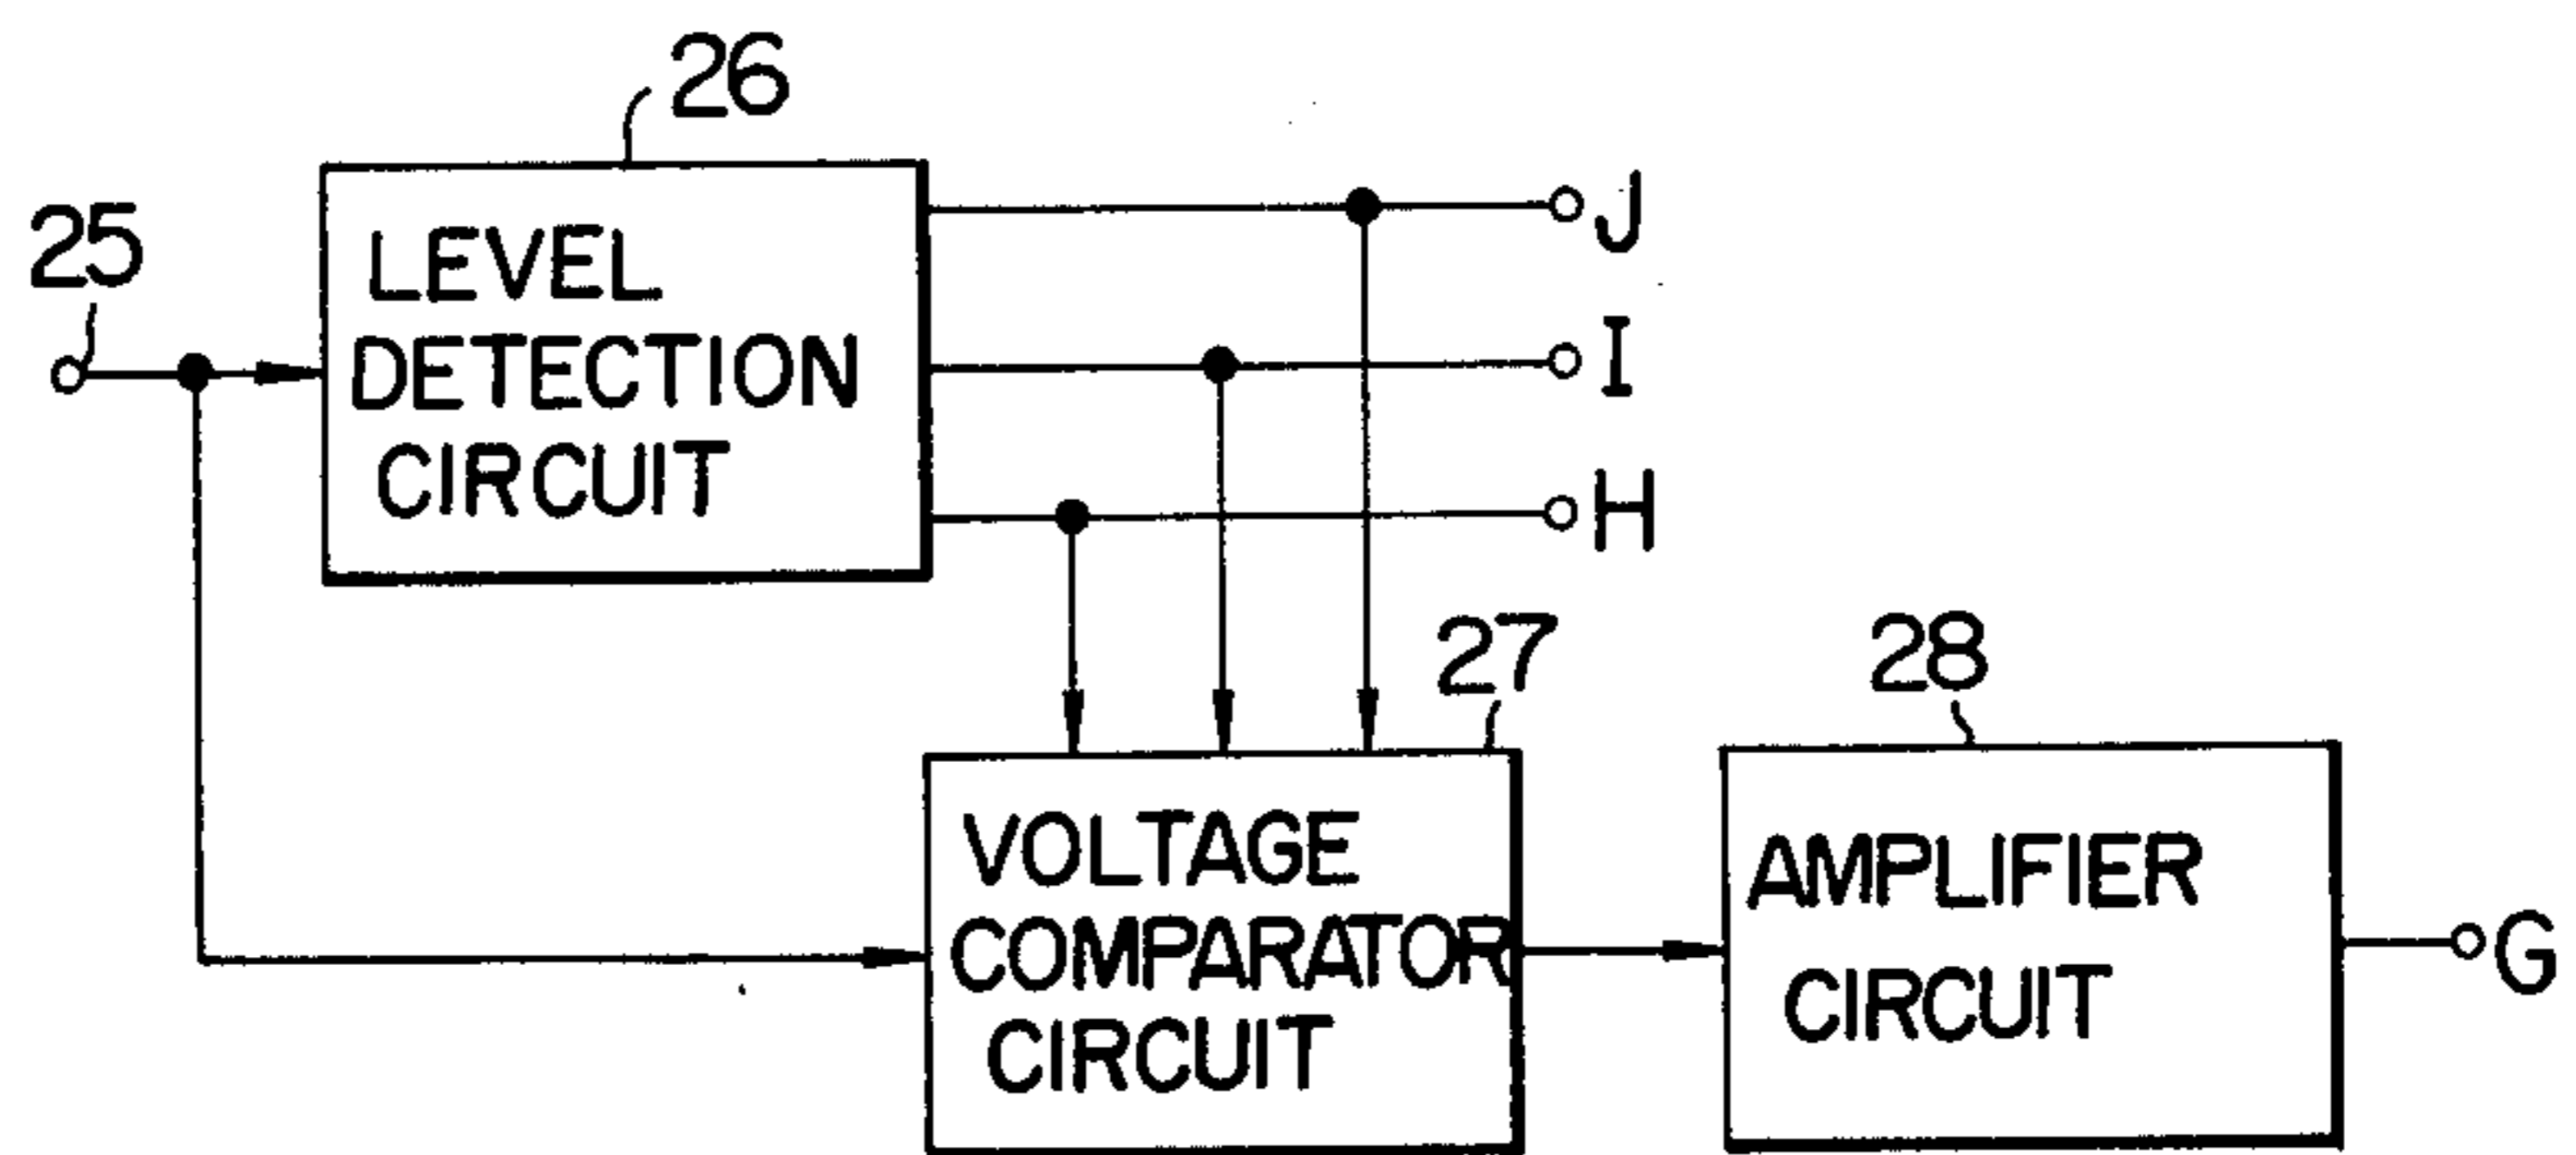 26
25
LEVEL
DETECTION
CIRCUIT
J
I
H
27
28
VOLTAGE
COMPARATOR
CIRCUIT
AMPLIFIER
CIRCUIT
G